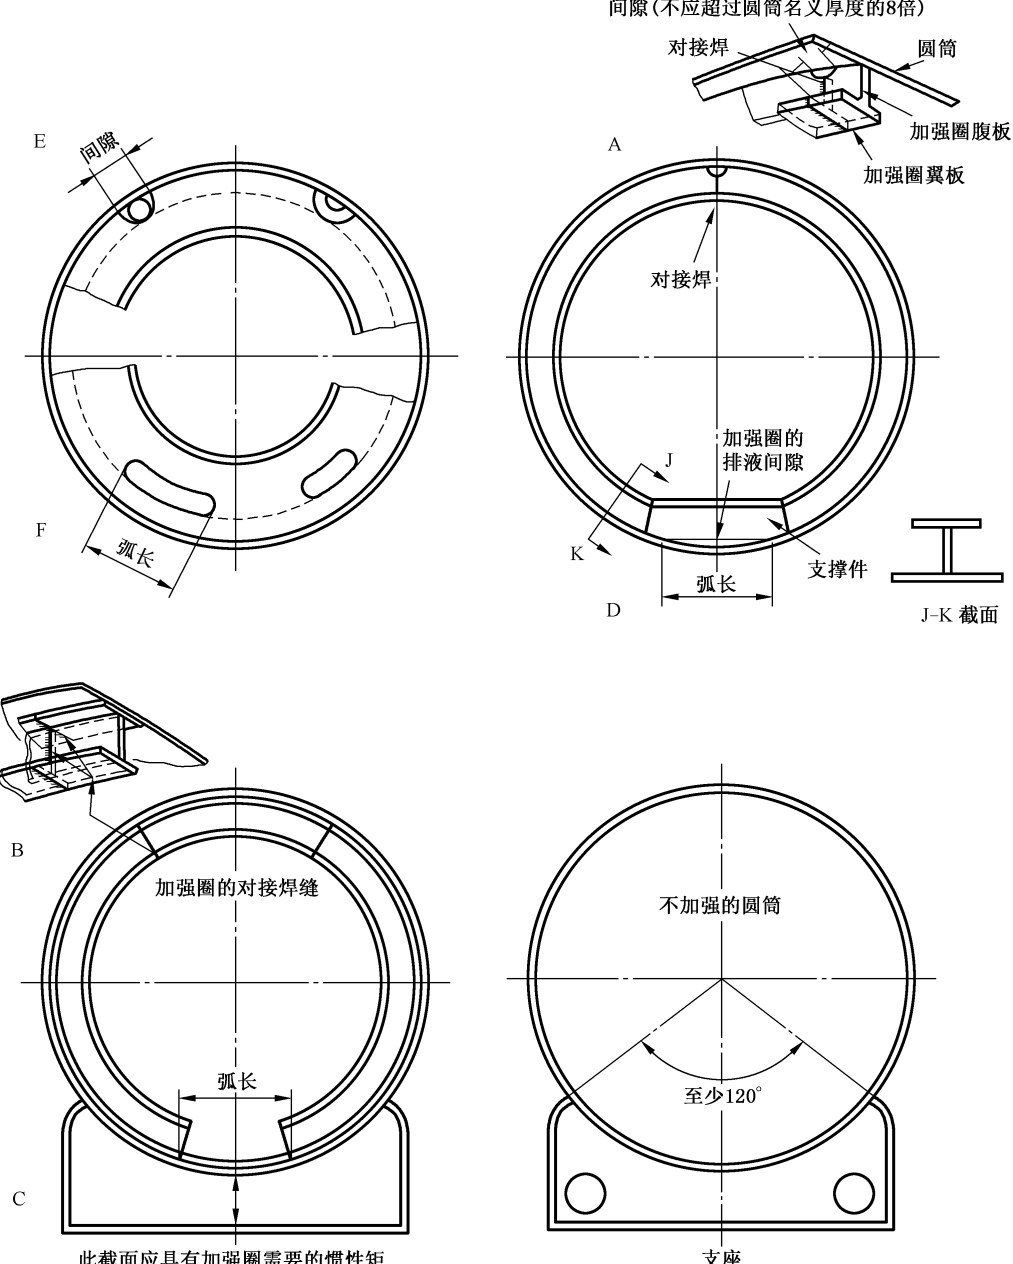 间隙(不应超过圆筒名义厚度的8倍)
对接焊
圆筒
加强圈腹板
加强圈翼板
E
间隙
A
对接焊
加强圈的
排液间隙
J
K
F
弧长
支撑件
弧长
D
J-K 截面
B
加强圈的对接焊缝
不加强的圆筒
弧长
至少120°
C
此截面应具有加强圈需要的惯性矩
支座